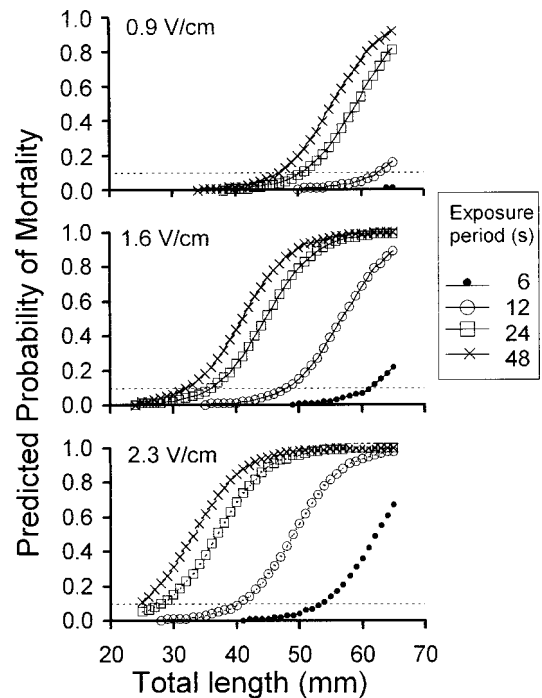 0.9 V/cm
1.0
0.8
0.6
0.4
0.2
0.0
1.6 V/cm
1.0
0.8
0.6
0.4
0.2
0.0
2.3 V/cm
1.0
0.8
0.6
0.4
0.2
0.0
20 30 40 50 60 70
Total length (mm)
Predicted Probability of Mortality
Exposure
period (s)
6
12
24
48